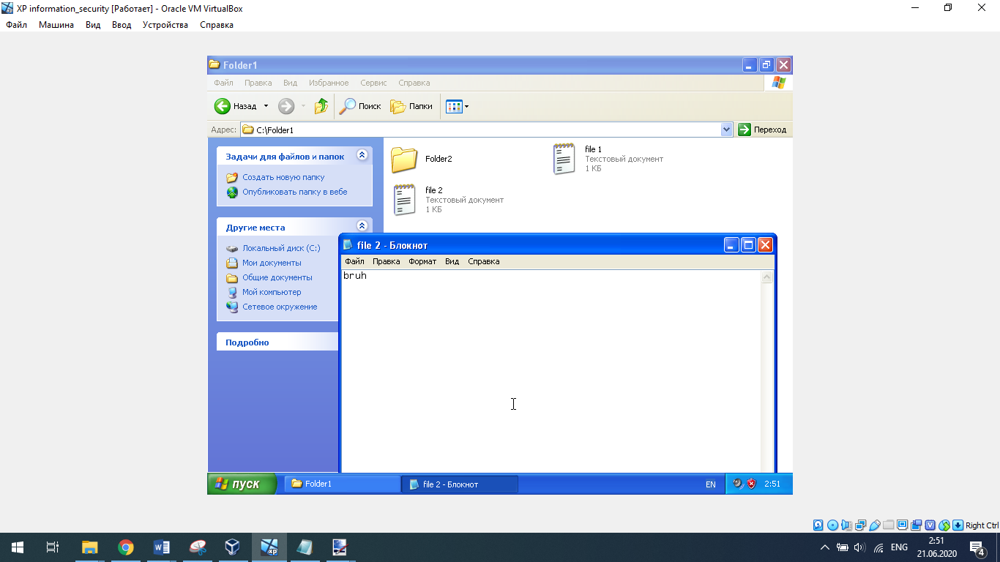 XP information_security [Работает] - Oracle VM VirtualBox
Файл Машина Вид Ввод Устройства Справка
Folder1
Файл Правка Вид Избранное Сервис Справка
Назад Поиск Папки
Адрес: C:\Folder1 Переход
Задачи для файлов и папок
Создать новую папку
Опубликовать папку в вебе
Другие места
Локальный диск (C:)
Мои документы
Общие документы
Мой компьютер
Сетевое окружение
Подробно
Folder2
file 1
Текстовый документ
1 КБ
file 2
Текстовый документ
1 КБ
file 2 - Блокнот
Файл Правка Формат Вид Справка
bruh
пуск Folder1 file 2 - Блокнот EN 2:51
Right Ctrl
W xp ENG 2:51
21.06.2020
4